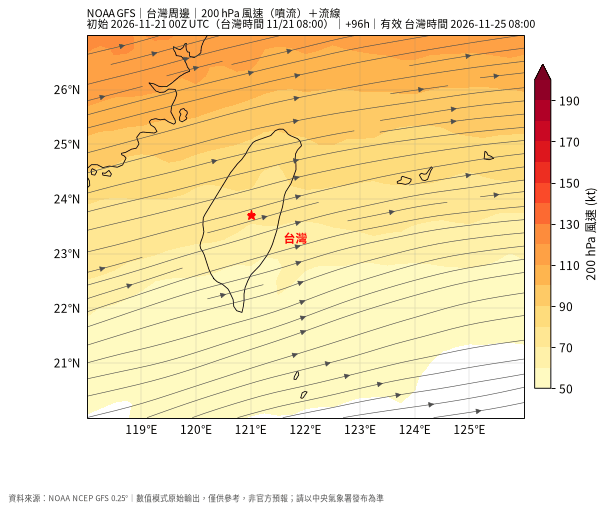 NOAA GFS｜台灣周邊｜200 hPa 風速（噴流）＋流線
初始 2026-11-21 00Z UTC（台灣時間 11/21 08:00）｜+96h｜有效 台灣時間 2026-11-25 08:00
26°N
25°N
24°N
23°N
22°N
21°N
台灣
119°E 120°E 121°E 122°E 123°E 124°E 125°E
190
170
150
130
110
90
70
50
200 hPa 風速 (kt)
資料來源：NOAA NCEP GFS 0.25°｜數值模式原始輸出，僅供參考，非官方預報；請以中央氣象署發布為準